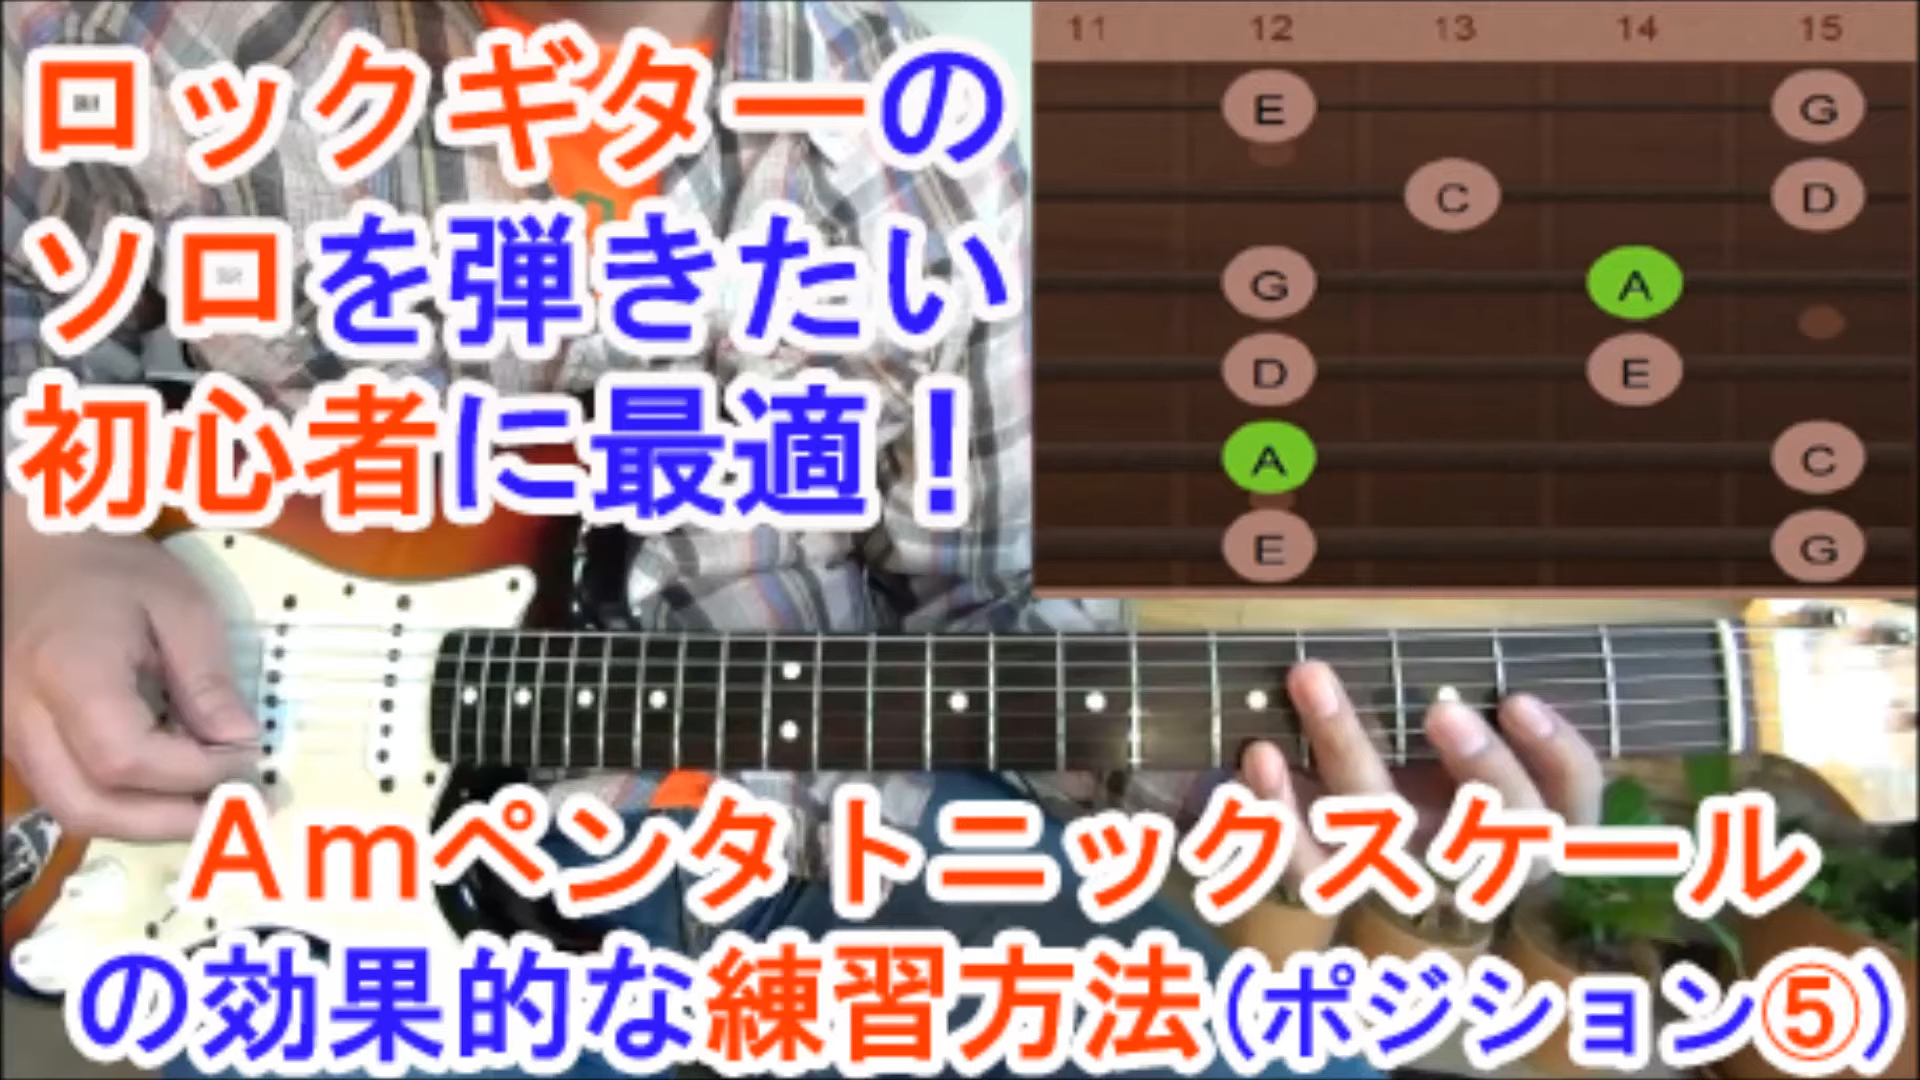 ロックギターの
ソロを弾きたい
初心者に最適！
11 12 13 14 15
E G
C D
G A
D E
A C
E G
Ａｍペンタトニックスケール
の効果的な練習方法（ポジション⑤）